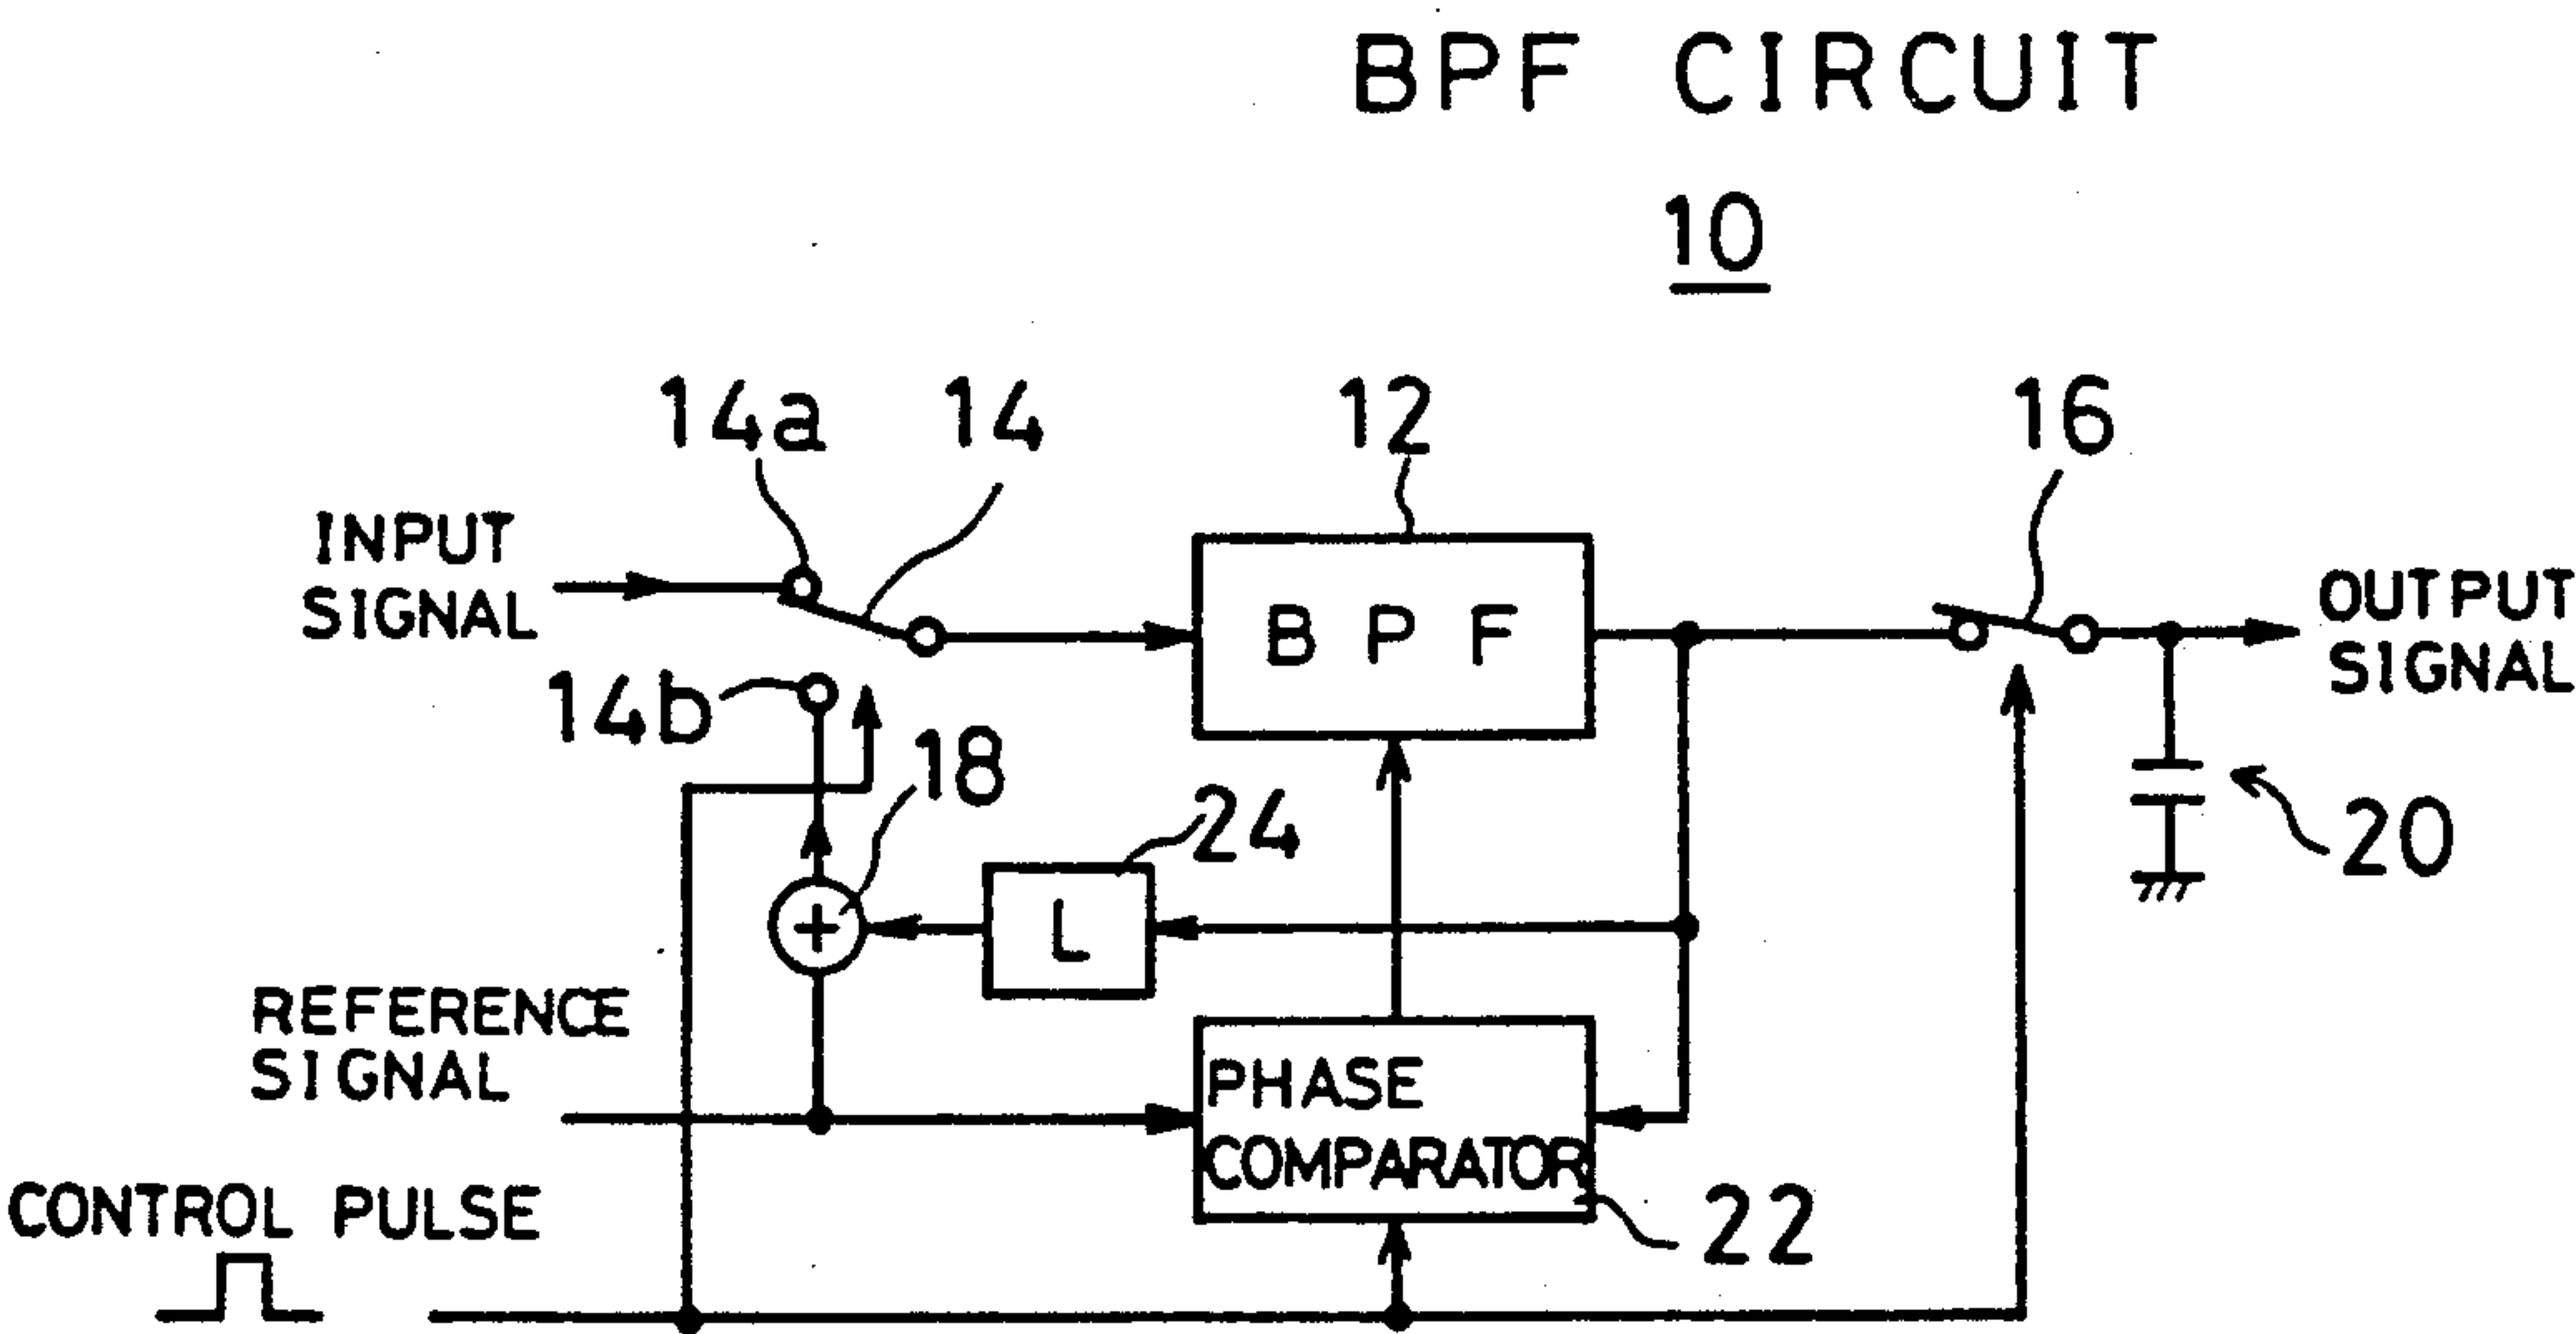 BPF CIRCUIT
10
14a
14
12
16
INPUT
SIGNAL
BPF
OUTPUT
SIGNAL
14b
18
24
20
+
L
REFERENCE
SIGNAL
PHASE
COMPARATOR
22
CONTROL PULSE